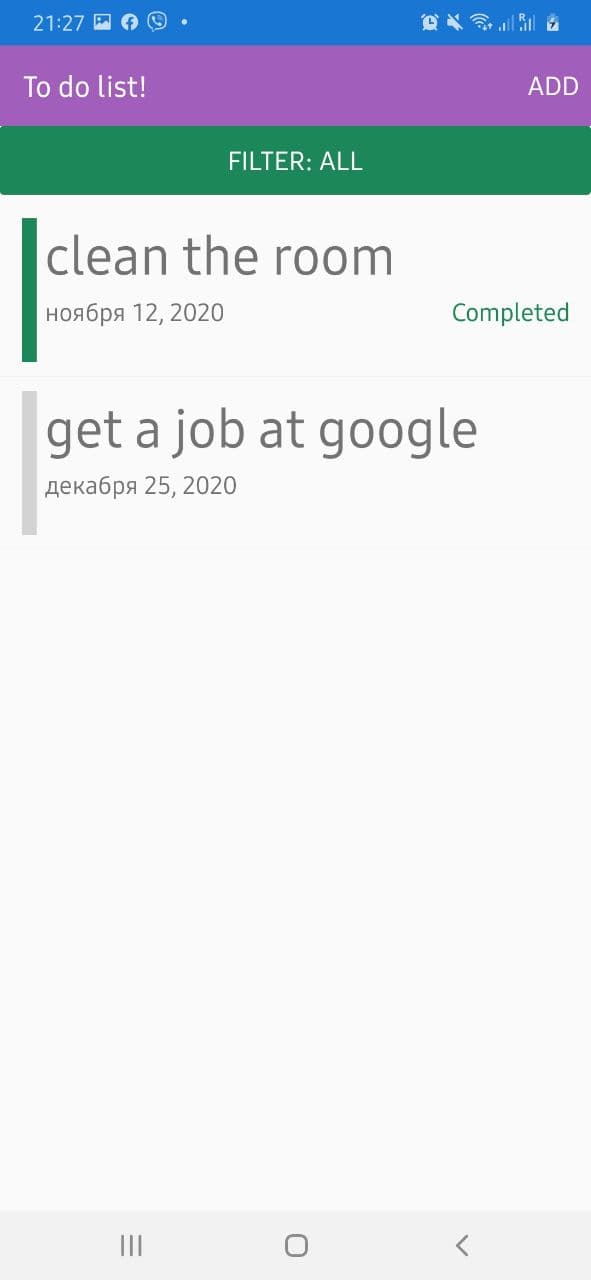 21:27
To do list!
ADD
FILTER: ALL
clean the room
ноября 12, 2020
Completed
get a job at google
декабря 25, 2020